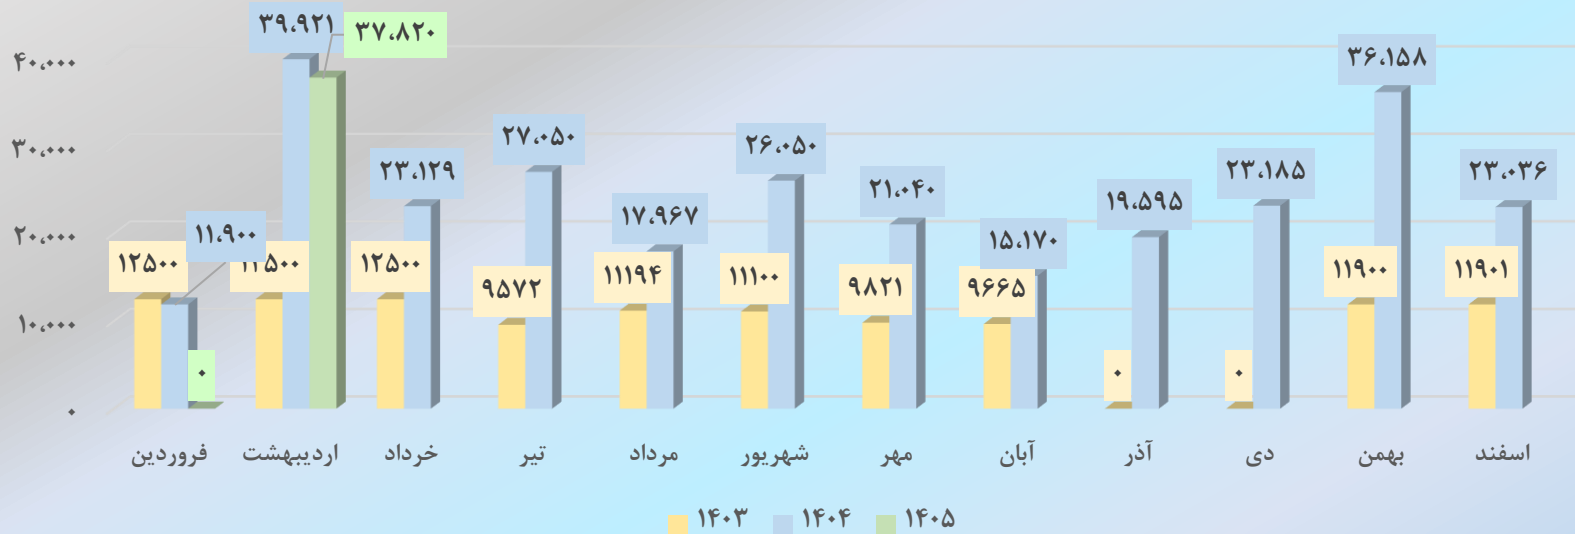 ۳۹،۹۲۱
۳۷،۸۲۰
۴۰،۰۰۰
۳۶،۱۵۸
۳۰،۰۰۰
۲۳،۱۲۹
۲۷،۰۵۰
۲۶،۰۵۰
۲۳،۱۸۵
۲۳،۰۳۶
۱۷،۹۶۷
۲۱،۰۴۰
۱۹،۵۹۵
۲۰،۰۰۰
۱۱،۹۰۰
۱۵،۱۷۰
۱۲۵۰۰
۱۲۵۰۰
۱۲۵۰۰
۹۵۷۲
۱۱۱۹۴
۱۱۱۰۰
۹۸۲۱
۹۶۶۵
۱۱۹۰۰
۱۱۹۰۱
۱۰،۰۰۰
۰
۰
۰
۰
فروردین
اردیبهشت
خرداد
تیر
مرداد
شهریور
مهر
آبان
آذر
دی
بهمن
اسفند
۱۴۰۳
۱۴۰۴
۱۴۰۵